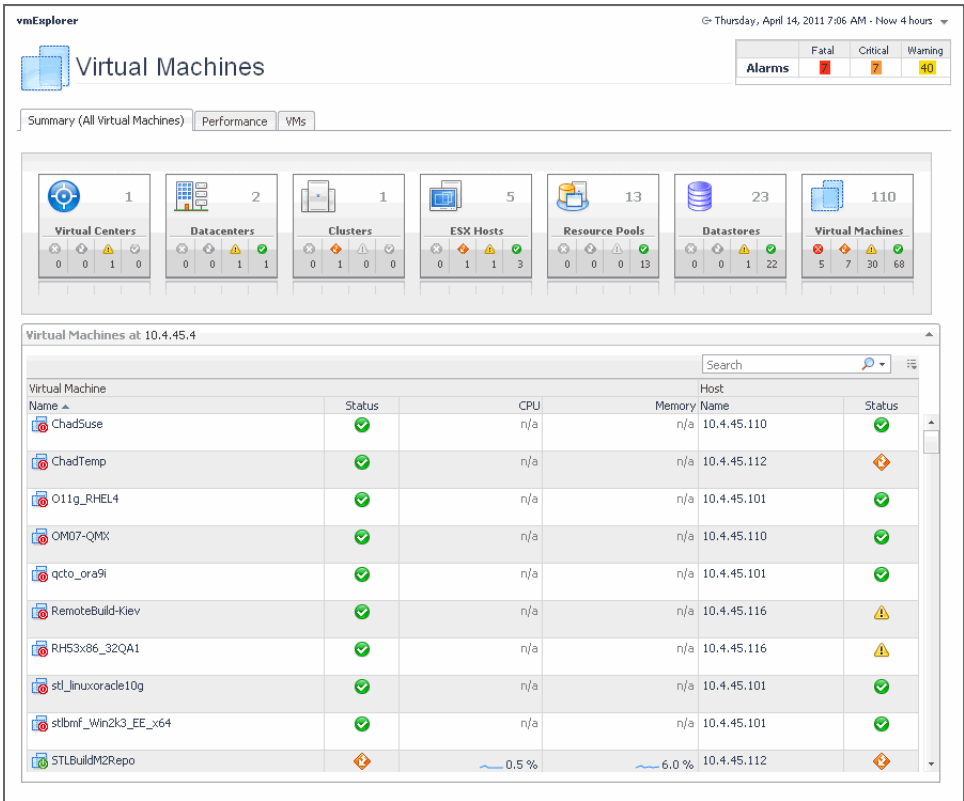 vmExplorer
Thursday, April 14, 2011 7:06 AM - Now 4 hours
Virtual Machines
Fatal Critical Warning
Alarms 7 7 40
Summary (All Virtual Machines) Performance VMs
1 2 1 5 13 23 110
Virtual Centers Datacenters Clusters ESX Hosts Resource Pools Datastores Virtual Machines
0 0 1 0 0 0 1 1 0 1 0 0 0 1 1 3 0 0 0 13 0 0 1 22 5 7 30 68
Virtual Machines at 10.4.45.4
Search
Virtual Machine Host
Name Status CPU Memory Name Status
ChadSuse n/a n/a 10.4.45.110
ChadTemp n/a n/a 10.4.45.112
O11g_RHEL4 n/a n/a 10.4.45.101
OM07-QMX n/a n/a 10.4.45.110
qcto_ora9i n/a n/a 10.4.45.101
RemoteBuild-Kiev n/a n/a 10.4.45.116
RH53x86_32QA1 n/a n/a 10.4.45.116
stl_linuxoracle10g n/a n/a 10.4.45.101
stlbmf_Win2k3_EE_x64 n/a n/a 10.4.45.101
STLBuildM2Repo 0.5 % 6.0 % 10.4.45.112